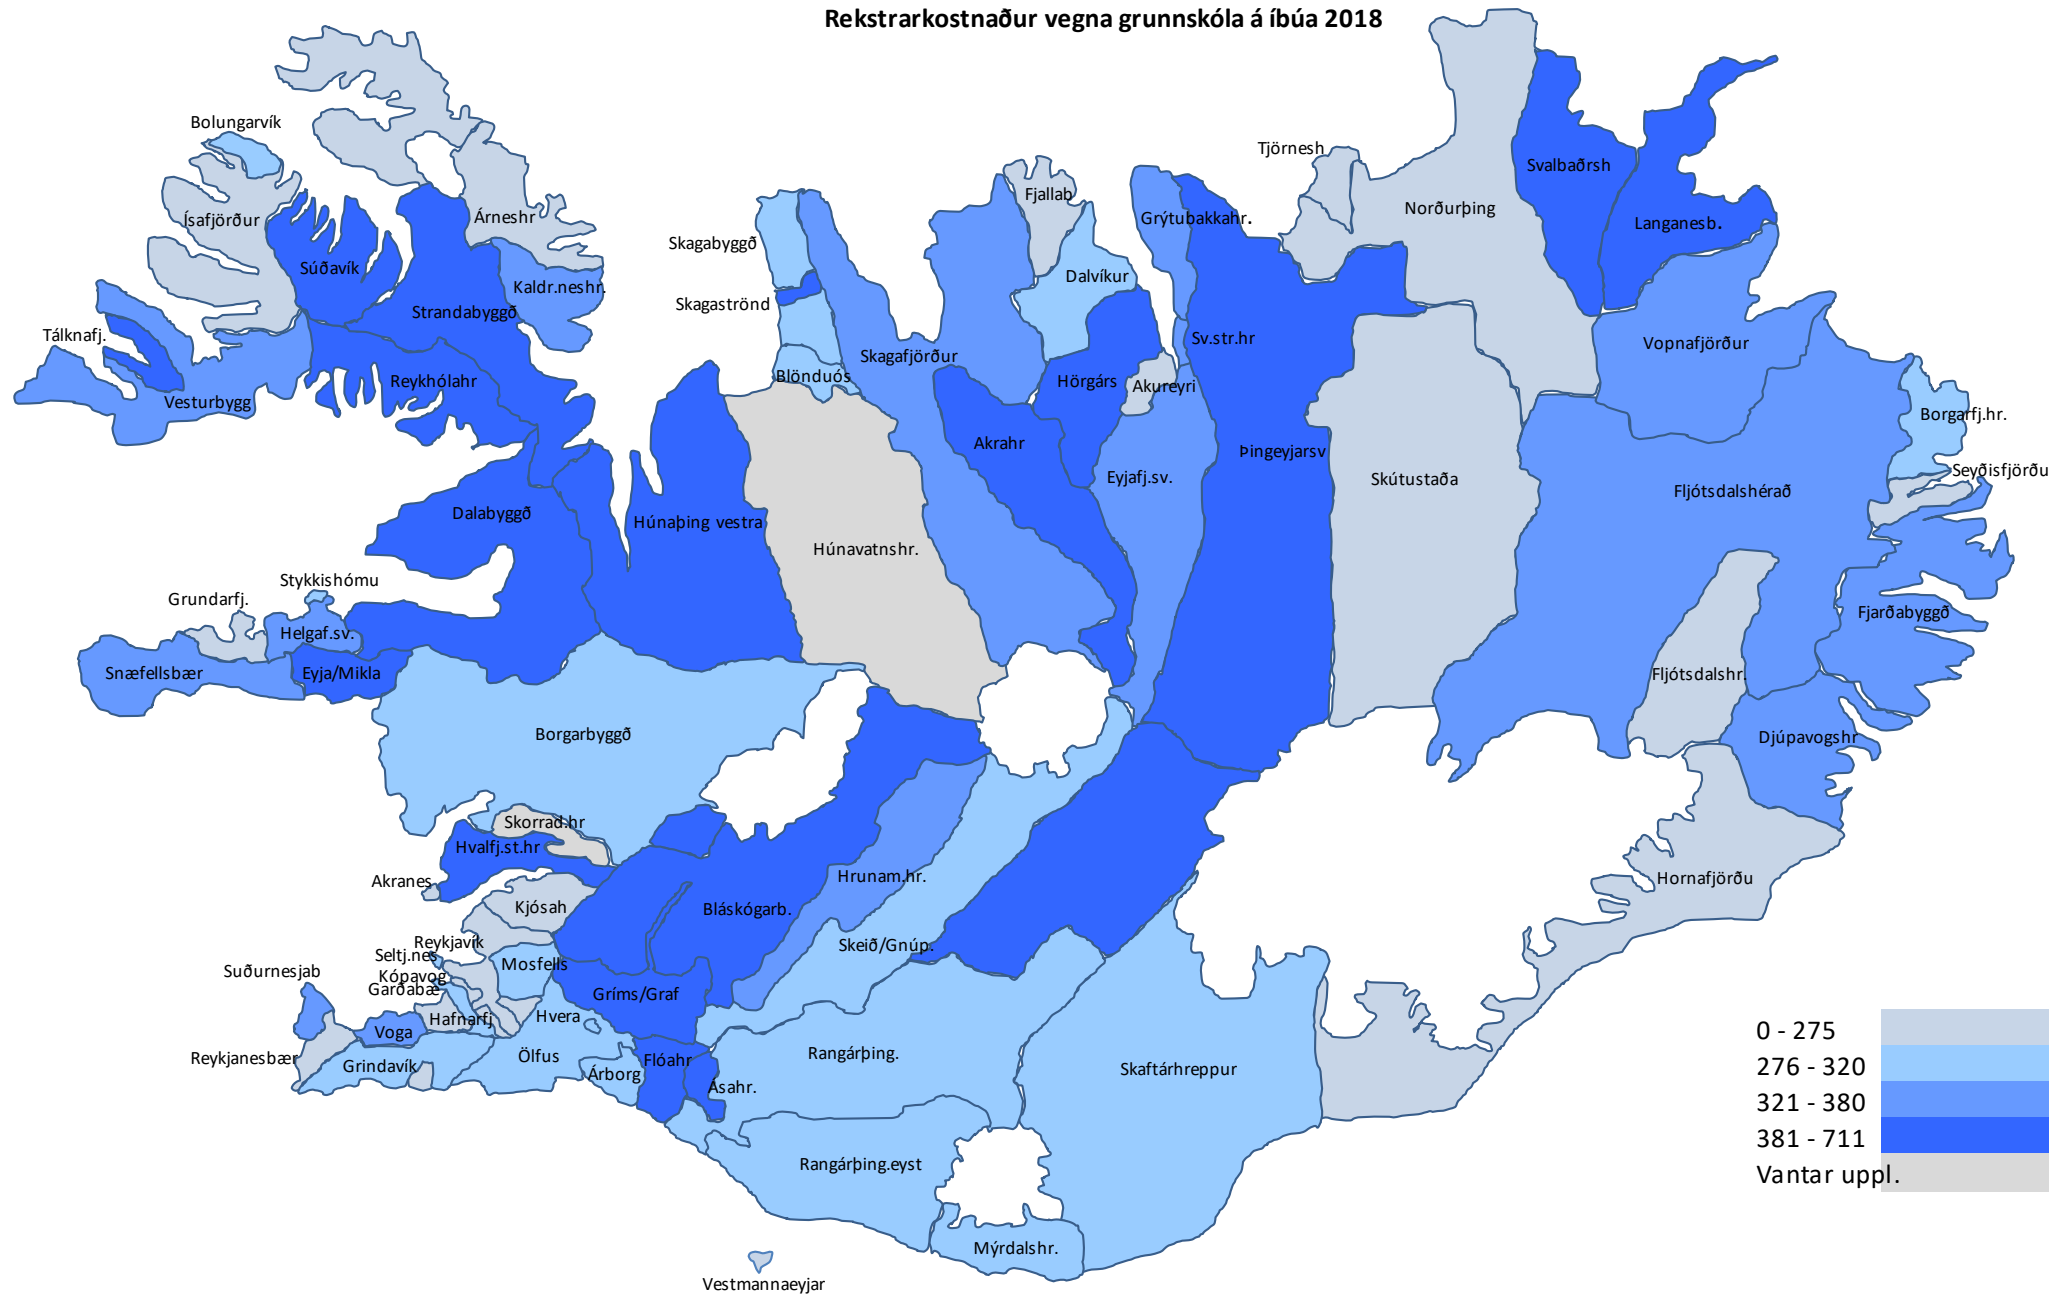 Rekstrarkostnaður vegna grunnskóla á íbúa 2018
Bolungarvík
Tjörnesh
Svalbaðrsh
Fjallab
Ísafjörður
Árneshr
Grýtubakkahr.
Norðurþing
Langanesb.
Skagabyggð
Súðavík
Dalvíkur
Kaldr.neshr.
Skagaströnd
Strandabyggð
Tálknafj.
Sv.str.hr
Vopnafjörður
Skagafjörður
Blönduós
Reykhólahr
Hörgárs
Akureyri
Vesturbygg
Borgarfj.hr.
Akrahr
Þingeyjarsv
Seyðisfjörðu
Eyjafj.sv.
Skútustaða
Fljótsdalshérað
Dalabyggð
Húnaþing vestra
Húnavatnshr.
Stykkishómu
Grundarfj.
Fjarðabyggð
Helgaf.sv.
Snæfellsbær
Eyja/Mikla
Fljótsdalshr.
Borgarbyggð
Djúpavogshr
Skorrad.hr
Hvalfj.st.hr
Akranes
Hrunam.hr.
Hornafjörðu
Kjósah
Bláskógarb.
Reykjavík
Skeið/Gnúp.
Seltj.nes
Mosfells
Suðurnesjab
Kópavog
Garðabæ
Gríms/Graf
Hafnarfj
Hvera
Voga
Reykjanesbær
Grindavík
Ölfus
Flóahr
Rangárþing.
Árborg
Ásahr.
Skaftárhreppur
Rangárþing.eyst
Mýrdalshr.
Vestmannaeyjar
0 - 275
276 - 320
321 - 380
381 - 711
Vantar uppl.